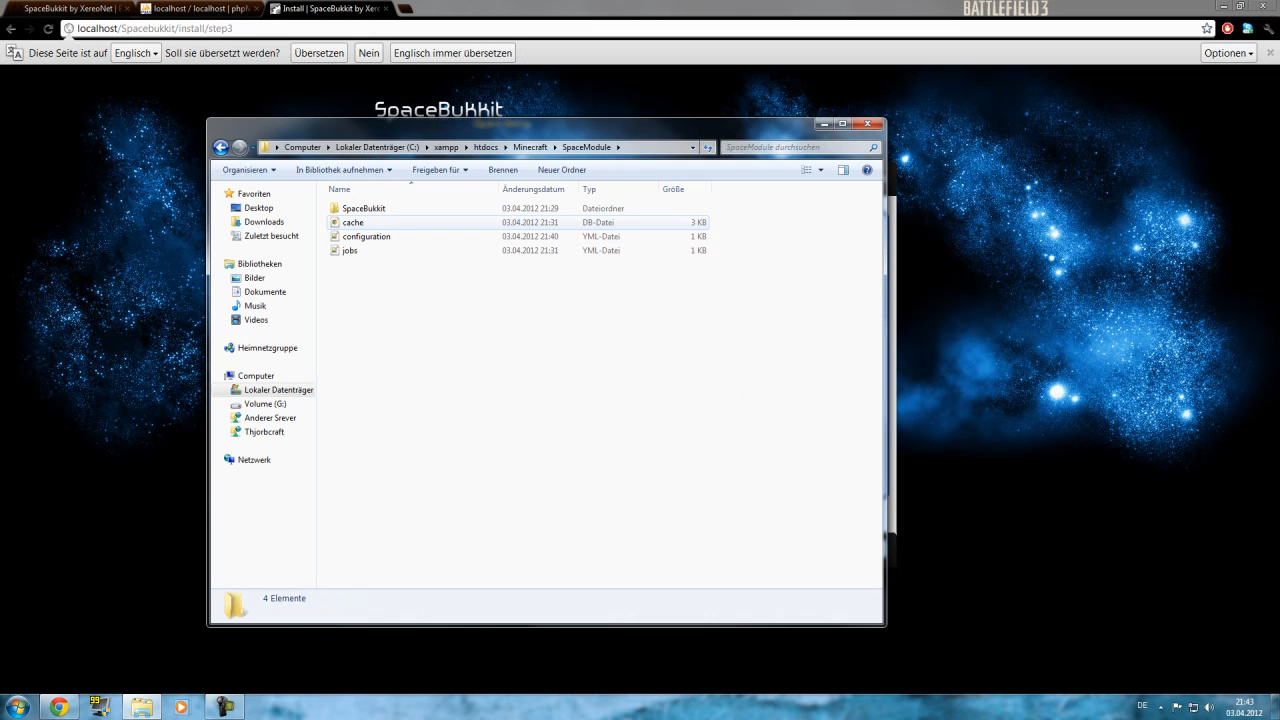 SpaceBukkit by XereoNet | E
localhost / localhost | phpM
Install | SpaceBukkit by Xere
BATTLEFIELD 3
localhost/Spacebukkit/install/step3
Diese Seite ist auf Englisch Soll sie übersetzt werden? Übersetzen Nein Englisch immer übersetzen Optionen
SpaceBukkit
Computer Lokaler Datenträger (C:) xampp htdocs Minecraft SpaceModule
SpaceModule durchsuchen
Organisieren In Bibliothek aufnehmen Freigeben für Brennen Neuer Ordner
Name Änderungsdatum Typ Größe
SpaceBukkit 03.04.2012 21:29 Dateiordner
cache 03.04.2012 21:31 DB-Datei 3 KB
configuration 03.04.2012 21:40 YML-Datei 1 KB
jobs 03.04.2012 21:31 YML-Datei 1 KB
Favoriten
Desktop
Downloads
Zuletzt besucht
Bibliotheken
Bilder
Dokumente
Musik
Videos
Heimnetzgruppe
Computer
Lokaler Datenträger
Volume (G:)
Anderer Srever
Thjorbcraft
Netzwerk
4 Elemente
99
DE
21:43
03.04.2012